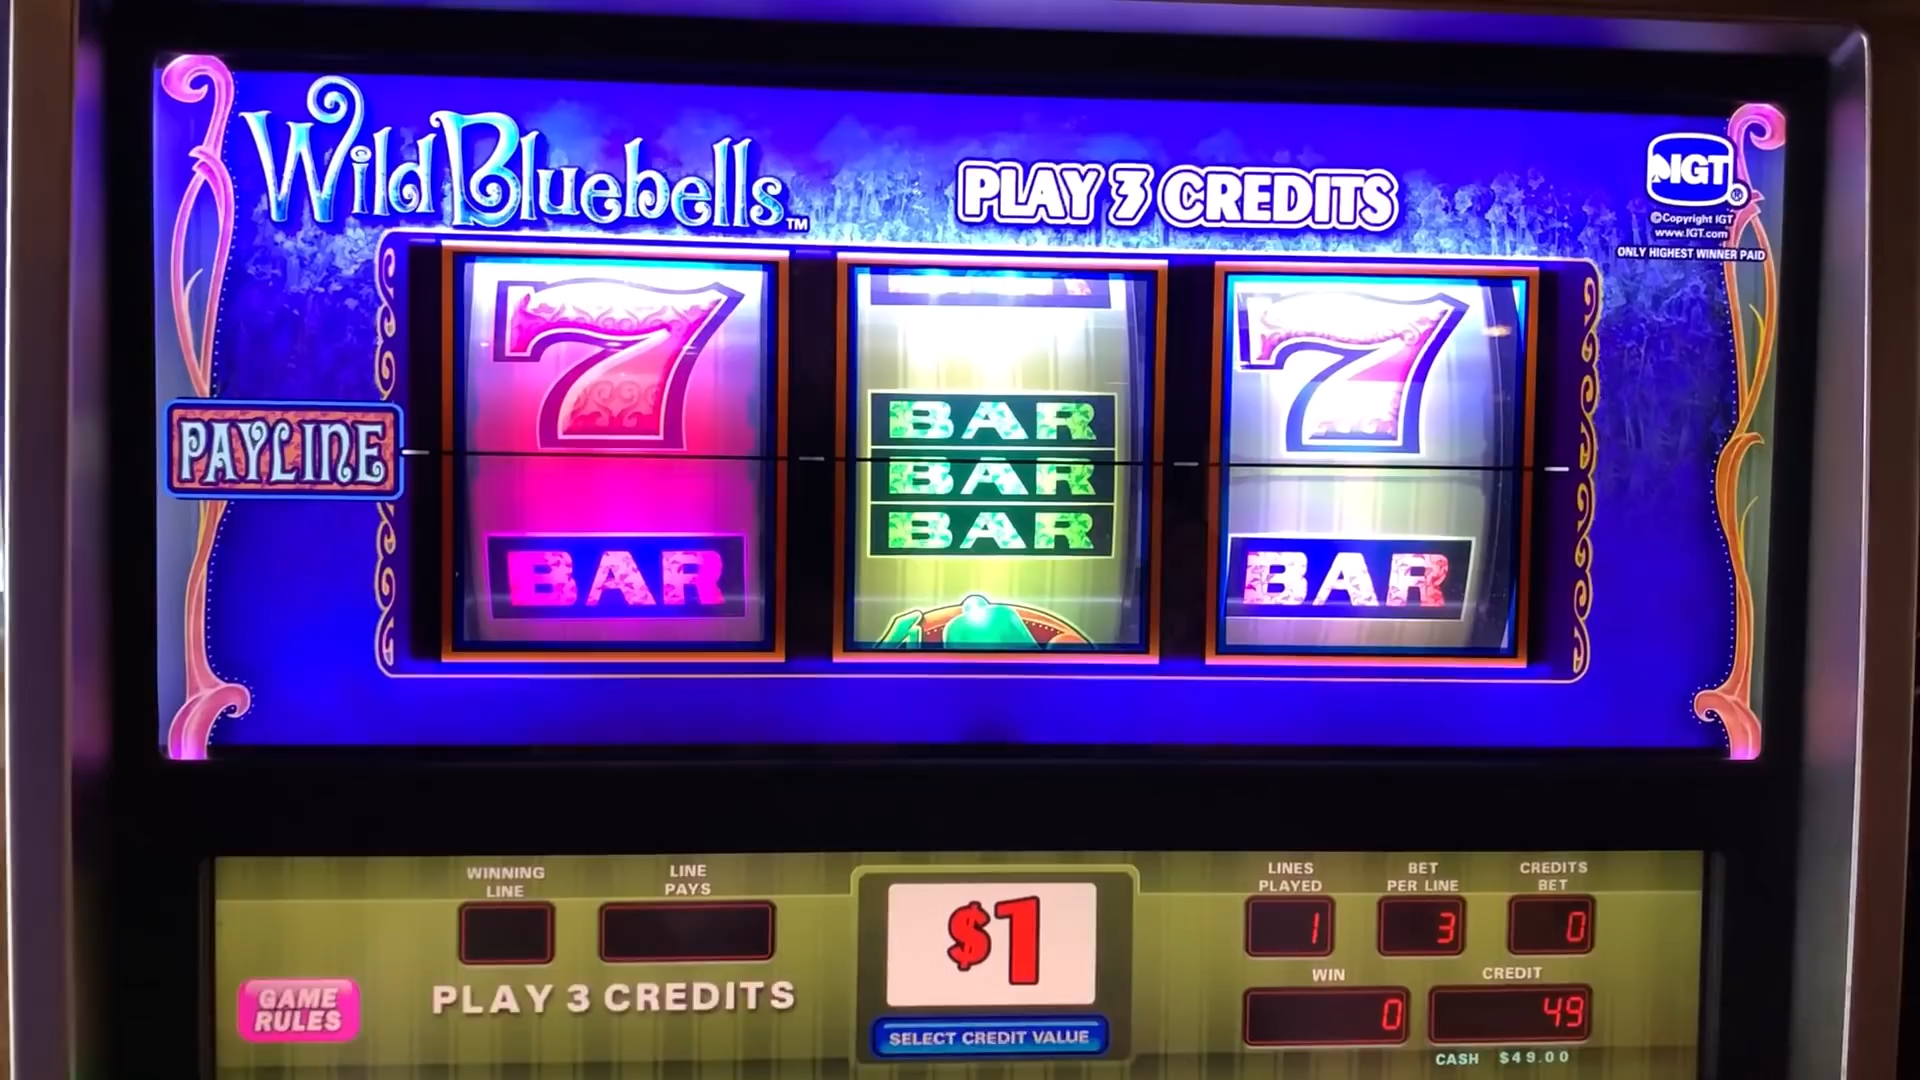 Wild Bluebells™
PLAY 3 CREDITS
IGT®
©Copyright IGT
www.IGT.com
ONLY HIGHEST WINNER PAID
7
7
BAR
PAYLINE
BAR
BAR
BAR
BAR
WINNING LINE
LINE PAYS
$1
LINES PLAYED
1
BET PER LINE
3
CREDITS BET
0
GAME RULES
PLAY 3 CREDITS
SELECT CREDIT VALUE
WIN
0
CREDIT
49
CASH $49.00